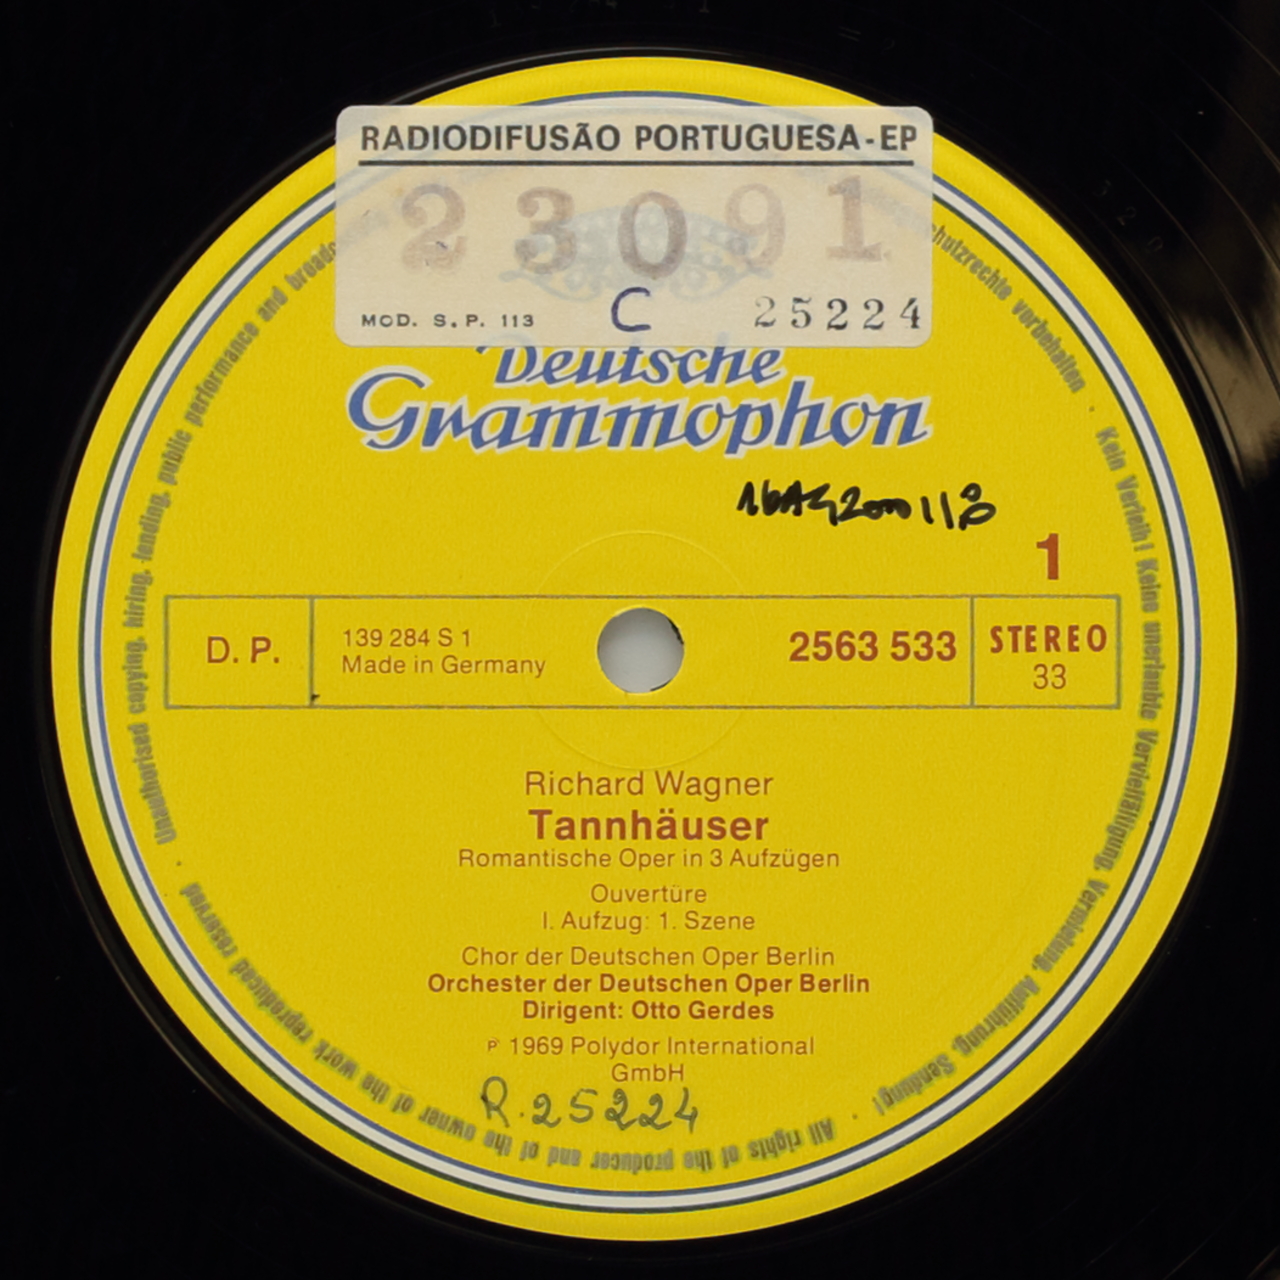 RADIODIFUSÃO PORTUGUESA-EP
23091
MOD. S.P. 113
C
25224
Deutsche
Grammophon
1
D. P.
139 284 S 1
Made in Germany
2563 533
STEREO
33
Richard Wagner
Tannhäuser
Romantische Oper in 3 Aufzügen
Ouvertüre
I. Aufzug: 1. Szene
Chor der Deutschen Oper Berlin
Orchester der Deutschen Oper Berlin
Dirigent: Otto Gerdes
℗ 1969 Polydor International
GmbH
R.25224
vorbehalten · Kein Verleih! Keine unerlaubte Vervielfältigung, Vermietung, Aufführung, Sendung! ·
All rights of the producer and of the owner of the work reproduced reserved ·
Unauthorised copying, hiring, lending, public performance and